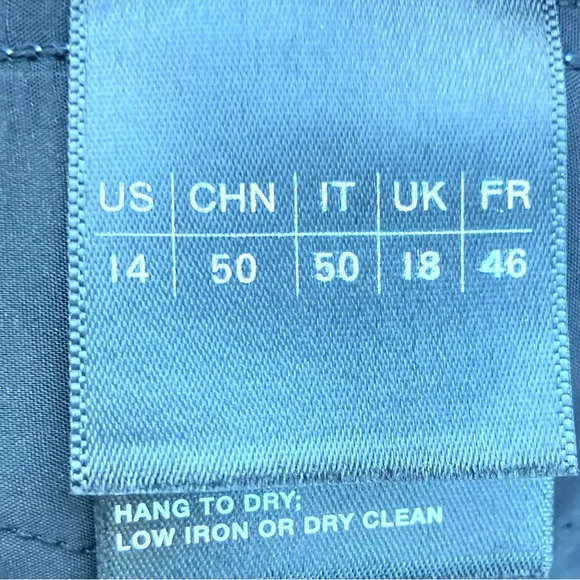 US CHN IT UK FR
14 50 50 18 46
HANG TO DRY;
LOW IRON OR DRY CLEAN